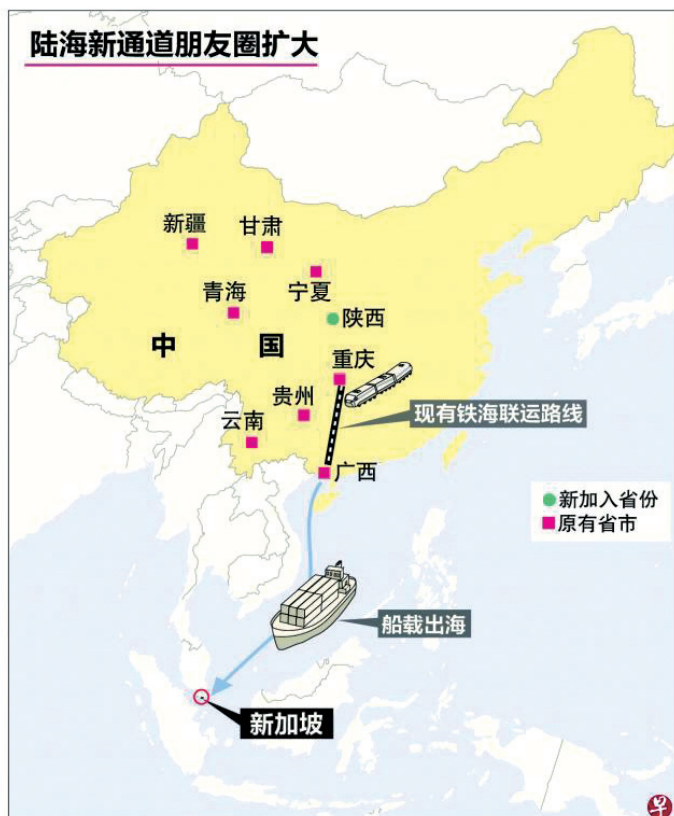 陆海新通道朋友圈扩大
新疆
甘肃
青海
宁夏
陕西
中国
重庆
贵州
现有铁海联运路线
云南
广西
新加入省份
原有省市
船载出海
新加坡
早